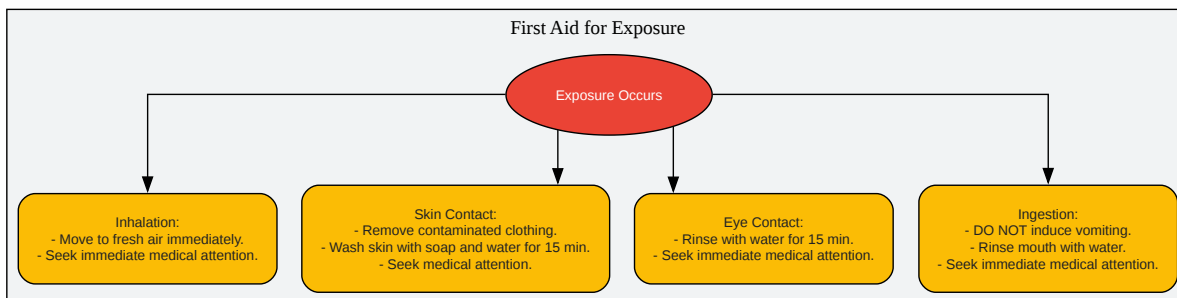 First Aid for Exposure
Exposure Occurs
Inhalation:
- Move to fresh air immediately.
- Seek immediate medical attention.
Skin Contact:
- Remove contaminated clothing.
- Wash skin with soap and water for 15 min.
- Seek medical attention.
Eye Contact:
- Rinse with water for 15 min.
- Seek immediate medical attention.
Ingestion:
- DO NOT induce vomiting.
- Rinse mouth with water.
- Seek immediate medical attention.